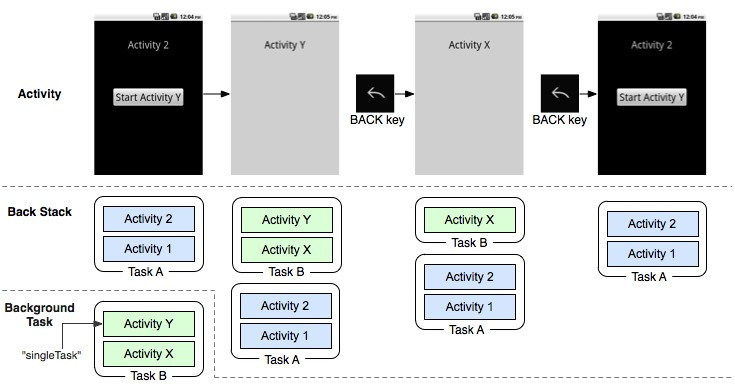 12:04 PM
12:05 PM
12:05 PM
12:04 PM
Activity 2
Activity Y
Activity X
Activity 2
Activity
Start Activity Y
BACK key
BACK key
Start Activity Y
Back Stack
Activity 2
Activity 1
Task A
Activity Y
Activity X
Task B
Activity 2
Activity 1
Task A
Activity X
Task B
Activity 2
Activity 1
Task A
Activity 2
Activity 1
Task A
Background
Task
"singleTask"
Activity Y
Activity X
Task B